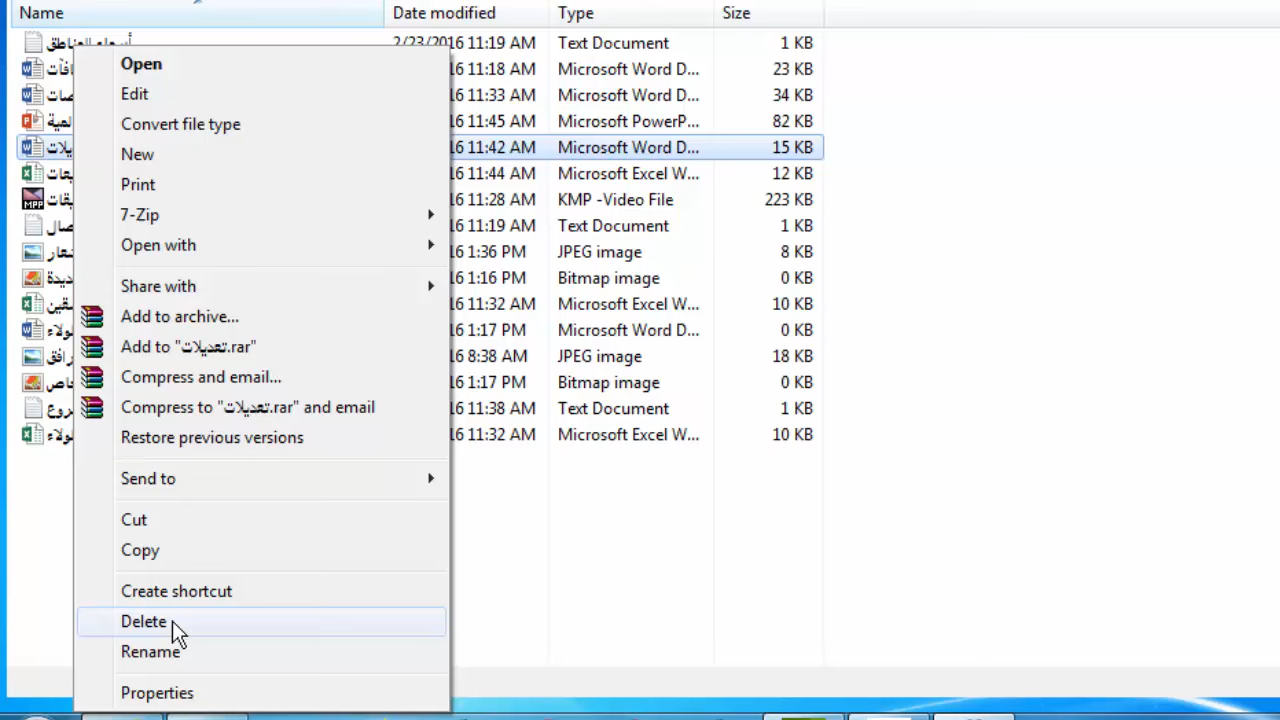 Name Date modified Type Size
أسماء المناطق 2/23/2016 11:19 AM Text Document 1 KB
16 11:18 AM Microsoft Word D... 23 KB
16 11:33 AM Microsoft Word D... 34 KB
16 11:45 AM Microsoft PowerP... 82 KB
16 11:42 AM Microsoft Word D... 15 KB
16 11:44 AM Microsoft Excel W... 12 KB
16 11:28 AM KMP -Video File 223 KB
16 11:19 AM Text Document 1 KB
16 1:36 PM JPEG image 8 KB
16 1:16 PM Bitmap image 0 KB
16 11:32 AM Microsoft Excel W... 10 KB
16 1:17 PM Microsoft Word D... 0 KB
16 8:38 AM JPEG image 18 KB
16 1:17 PM Bitmap image 0 KB
16 11:38 AM Text Document 1 KB
16 11:32 AM Microsoft Excel W... 10 KB
Open
Edit
Convert file type
New
Print
7-Zip
Open with
Share with
Add to archive...
Add to "تعديلات.rar"
Compress and email...
Compress to "تعديلات.rar" and email
Restore previous versions
Send to
Cut
Copy
Create shortcut
Delete
Rename
Properties